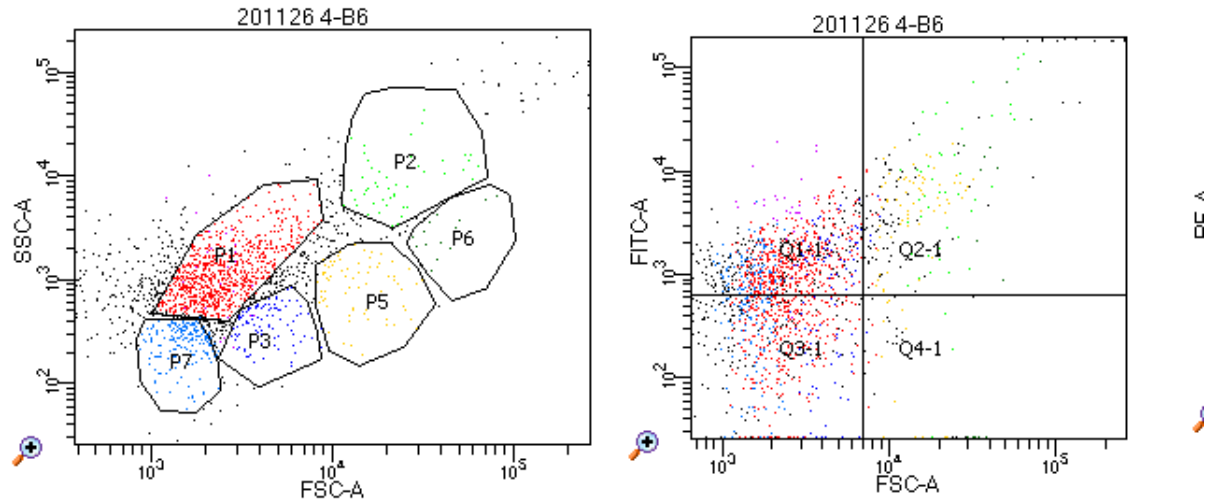 201126 4-B6
SSC-A
10^5
10^4
10^3
10^2
P1
P2
P3
P5
P6
P7
10^3
10^4
10^5
FSC-A
201126 4-B6
FITC-A
10^5
10^4
10^3
10^2
Q1-1
Q2-1
Q3-1
Q4-1
10^3
10^4
10^5
FSC-A